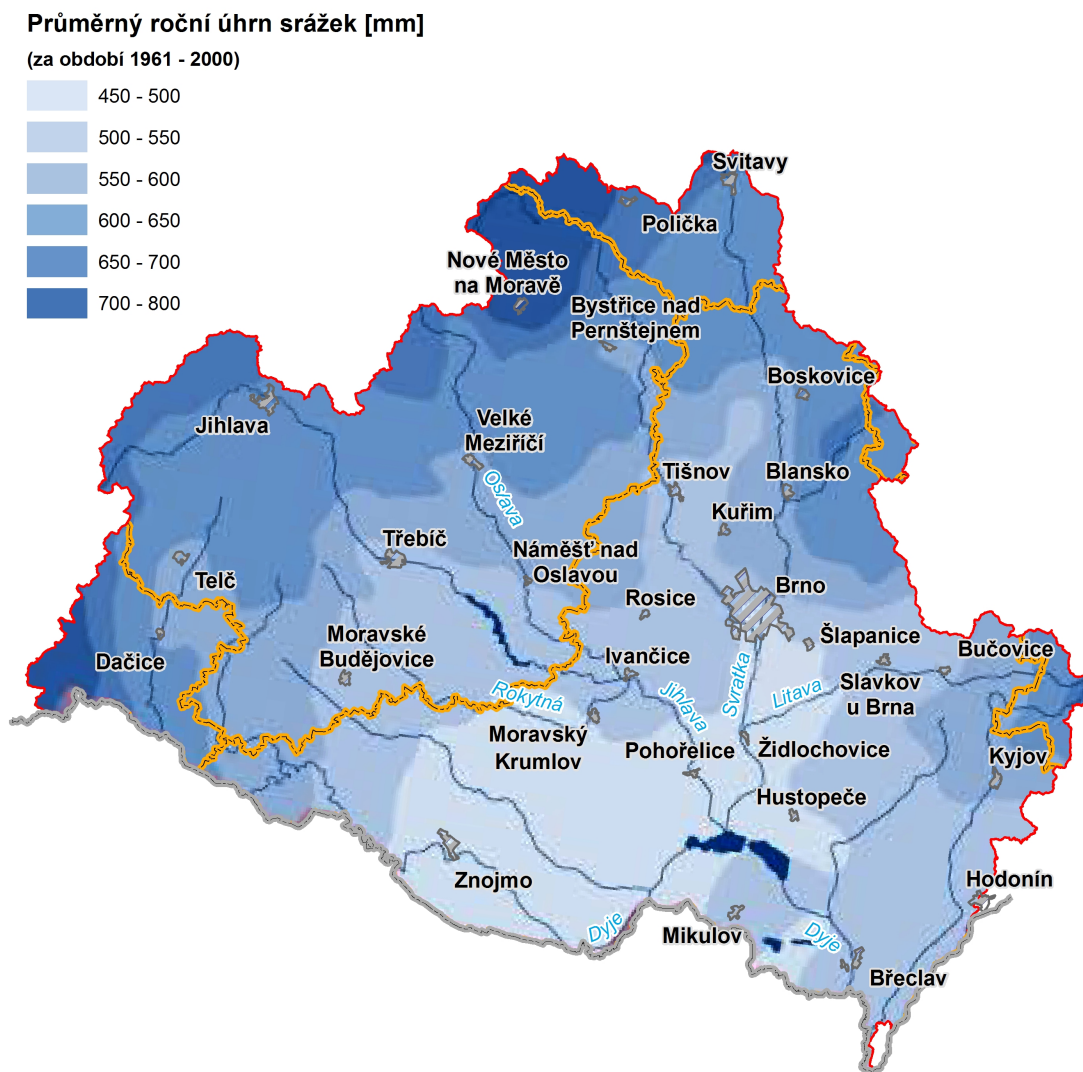 Průměrný roční úhrn srážek [mm]
(za období 1961 - 2000)
450 - 500
500 - 550
550 - 600
600 - 650
650 - 700
700 - 800
Svitavy
Polička
Nové Město
na Moravě
Bystřice nad
Pernštejnem
Boskovice
Jihlava
Velké
Meziříčí
Oslava
Tišnov
Blansko
Kuřim
Třebíč
Náměšť nad
Oslavou
Telč
Brno
Rosice
Moravské
Budějovice
Šlapanice
Bučovice
Dačice
Ivančice
Slavkov
u Brna
Rokytná
Jihlava
Svratka
Litava
Moravský
Krumlov
Pohořelice
Židlochovice
Kyjov
Hustopeče
Znojmo
Hodonín
Dyje
Mikulov
Dyje
Břeclav